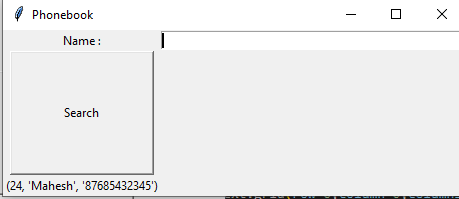 Phonebook
Name :
Search
(24, 'Mahesh', '87685432345')